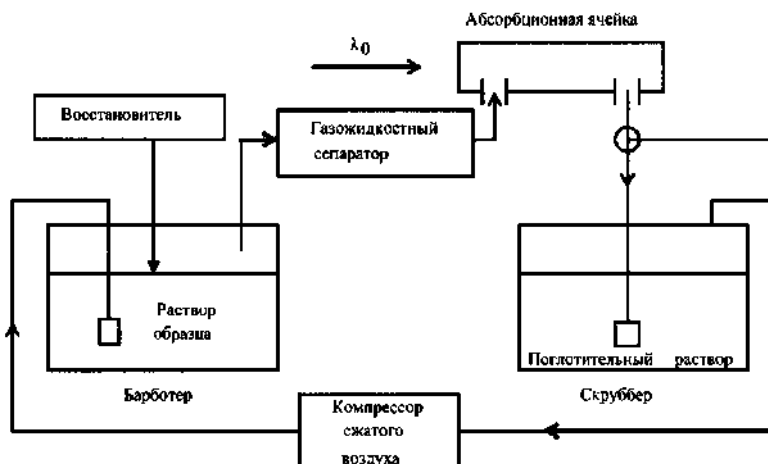 Абсорбционная ячейка
λ0
Восстановитель
Газожидкостный
сепаратор
Раствор
образца
Поглотительный раствор
Барботер
Скруббер
Компрессор
сжатого
воздуха